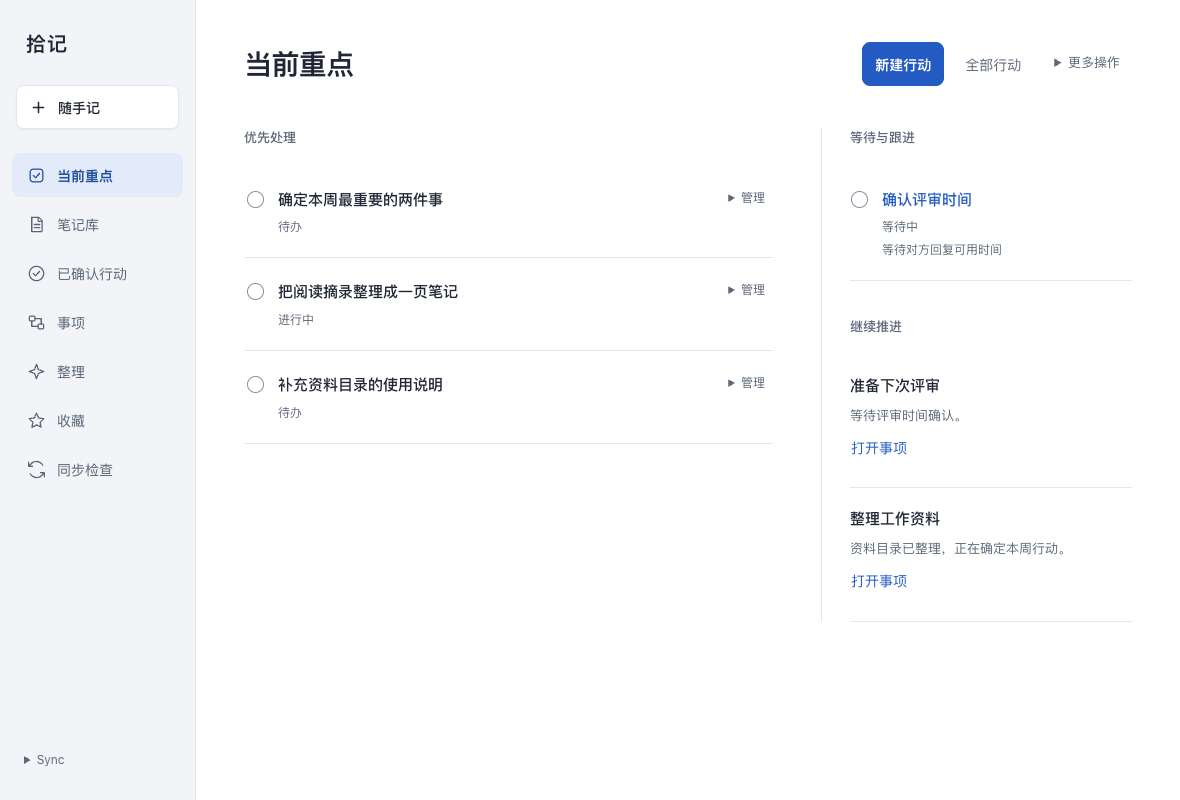 拾记
随手记
当前重点
笔记库
已确认行动
事项
整理
收藏
同步检查
Sync
当前重点
新建行动
全部行动
更多操作
优先处理
确定本周最重要的两件事
管理
待办
把阅读摘录整理成一页笔记
管理
进行中
补充资料目录的使用说明
管理
待办
等待与跟进
确认评审时间
等待中
等待对方回复可用时间
继续推进
准备下次评审
等待评审时间确认。
打开事项
整理工作资料
资料目录已整理，正在确定本周行动。
打开事项